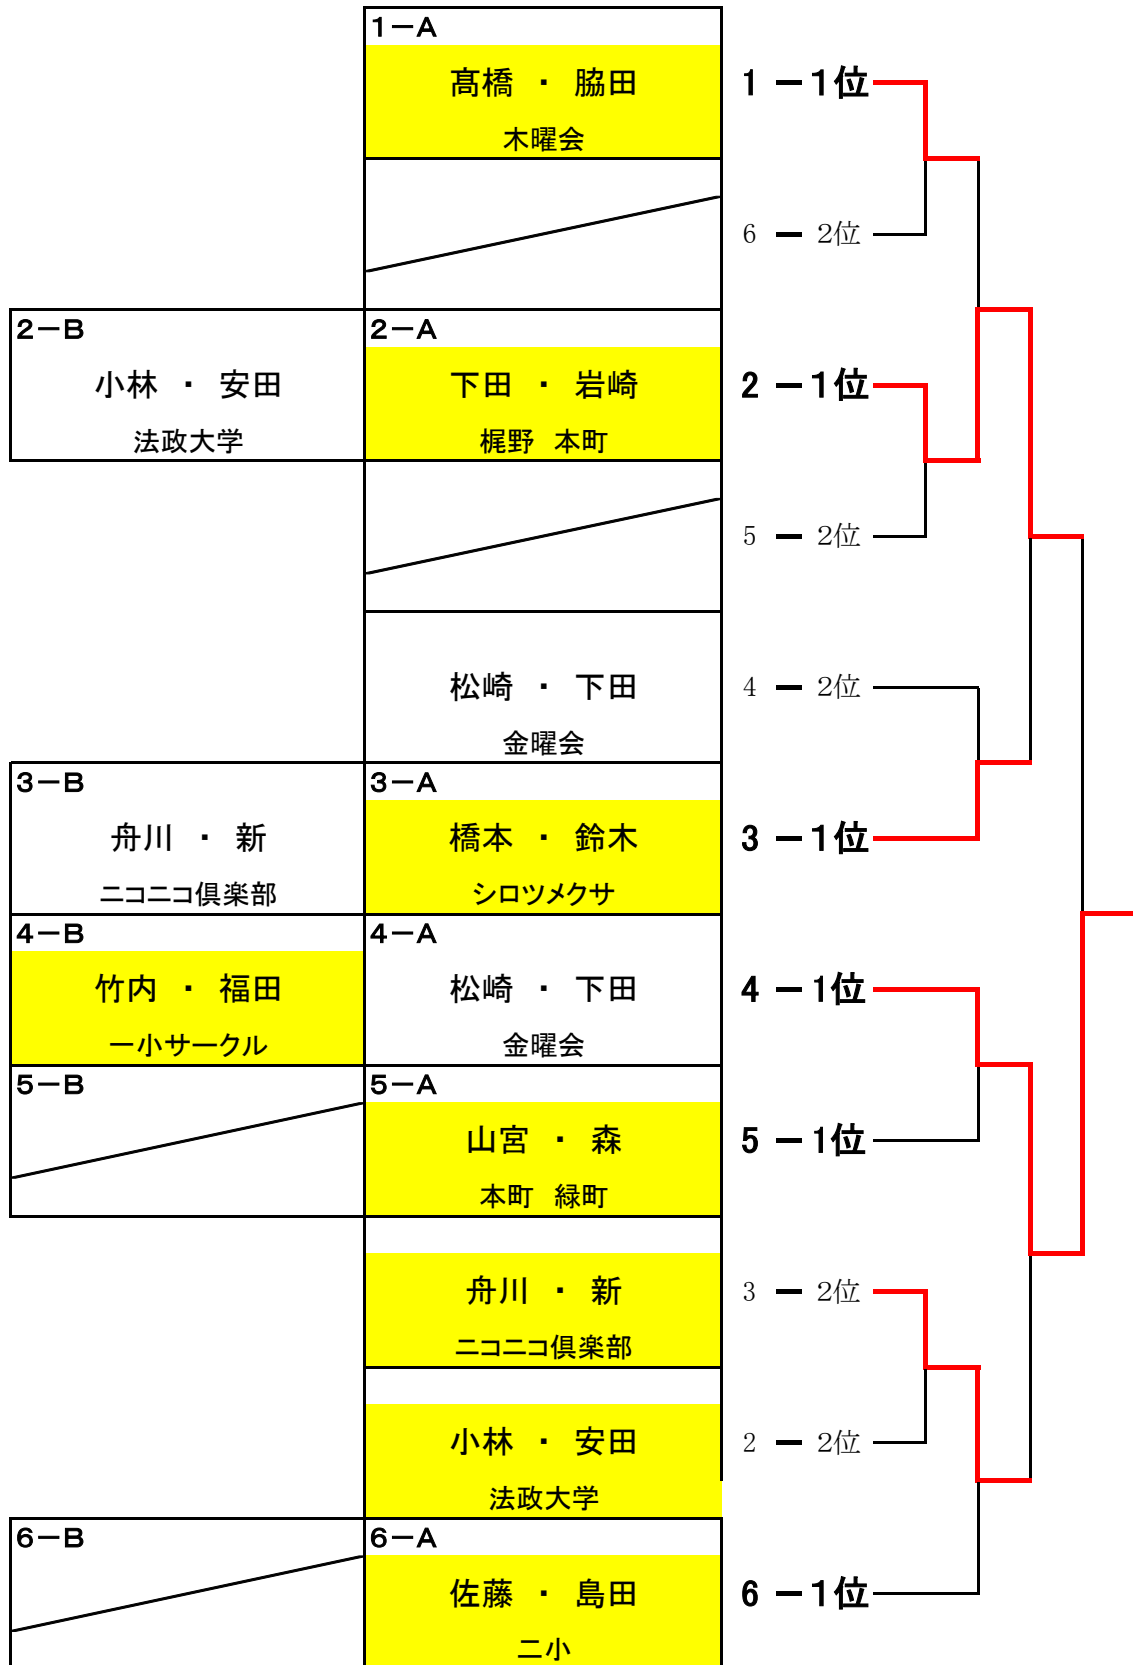 1－A
髙橋 ・ 脇田
1 － 1位
木曜会
6 － 2位
2－B
2－A
小林 ・ 安田
下田 ・ 岩崎
2 － 1位
法政大学
梶野 本町
5 － 2位
松崎 ・ 下田
4 － 2位
金曜会
3－B
3－A
舟川 ・ 新
橋本 ・ 鈴木
3 － 1位
ニコニコ倶楽部
シロツメクサ
4－B
4－A
竹内 ・ 福田
松崎 ・ 下田
4 － 1位
一小サークル
金曜会
5－B
5－A
山宮 ・ 森
5 － 1位
本町 緑町
舟川 ・ 新
3 － 2位
ニコニコ倶楽部
小林 ・ 安田
2 － 2位
法政大学
6－B
6－A
佐藤 ・ 島田
6 － 1位
二小